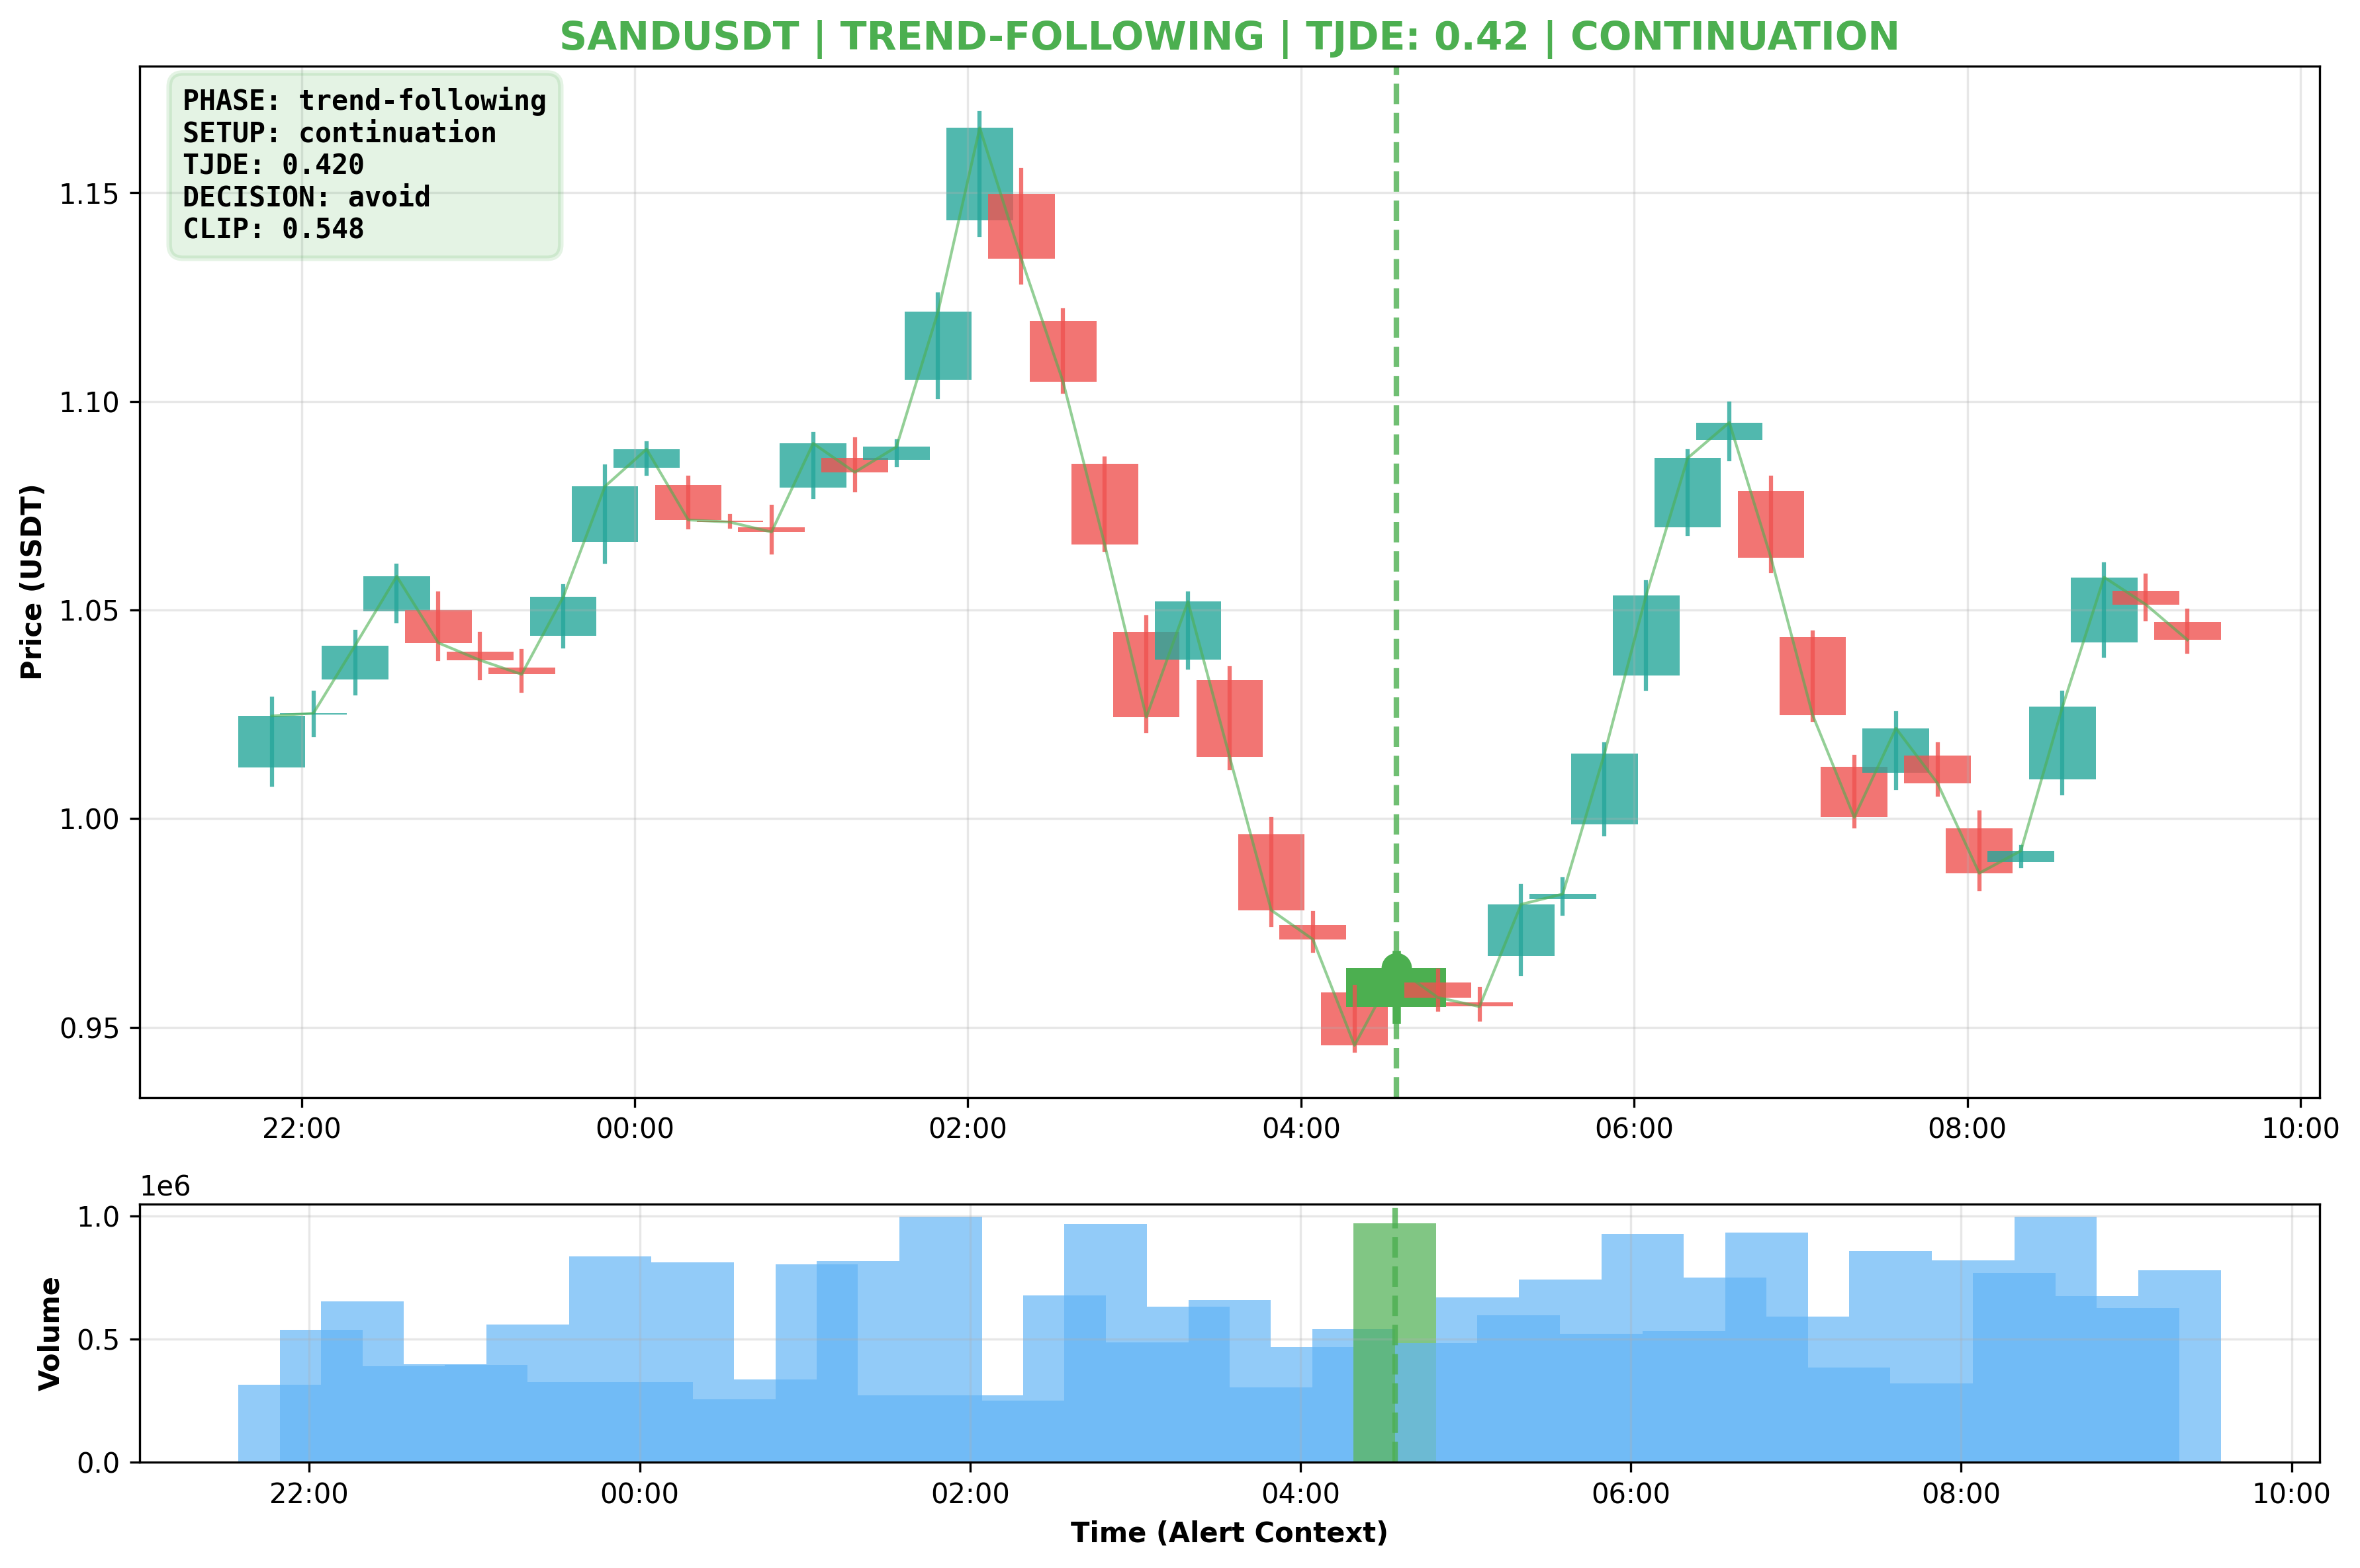 SANDUSDT | TREND-FOLLOWING | TJDE: 0.42 | CONTINUATION
PHASE: trend-following
SETUP: continuation
TJDE: 0.420
DECISION: avoid
CLIP: 0.548
Price (USDT)
1.15
1.10
1.05
1.00
0.95
22:00 00:00 02:00 04:00 06:00 08:00 10:00
1e6
Volume
1.0
0.5
0.0
22:00 00:00 02:00 04:00 06:00 08:00 10:00
Time (Alert Context)